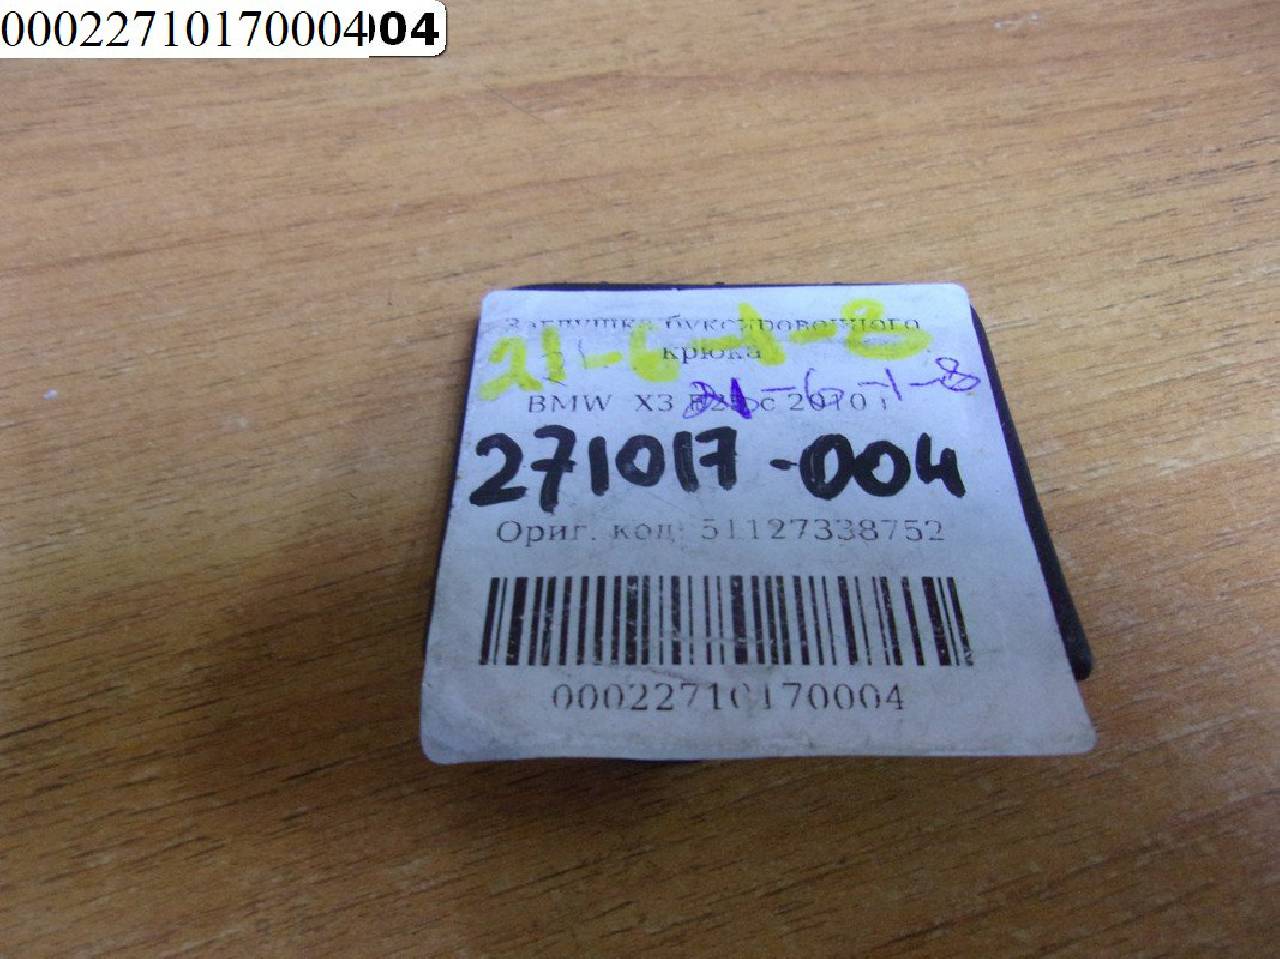 00022710170004
04
Заглушка буксировочного
крюка
21-6-1-8
21-6-1-8
BMW X3 с 2010 г
271017-004
Ориг. код: 51127338752
00022710170004